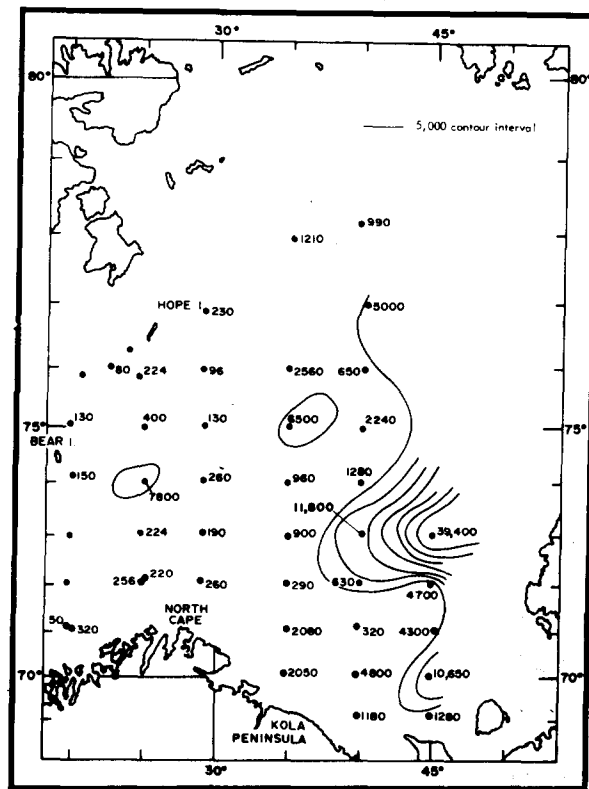 30° 45°
80° 80°
5,000 contour interval
990
1210
HOPE I.
230
5000
80 224 96 2560 650
130 400 130 6500 2240
75° 75°
BEAR I.
150 7800 260 960 1280
11,800
224 190 900 39,400
256 220 260 290 630 4700
50 320
NORTH
CAPE
2080 320 4300
2050 4800 10,650
70° 70°
1180 1280
KOLA
PENINSULA
30° 45°